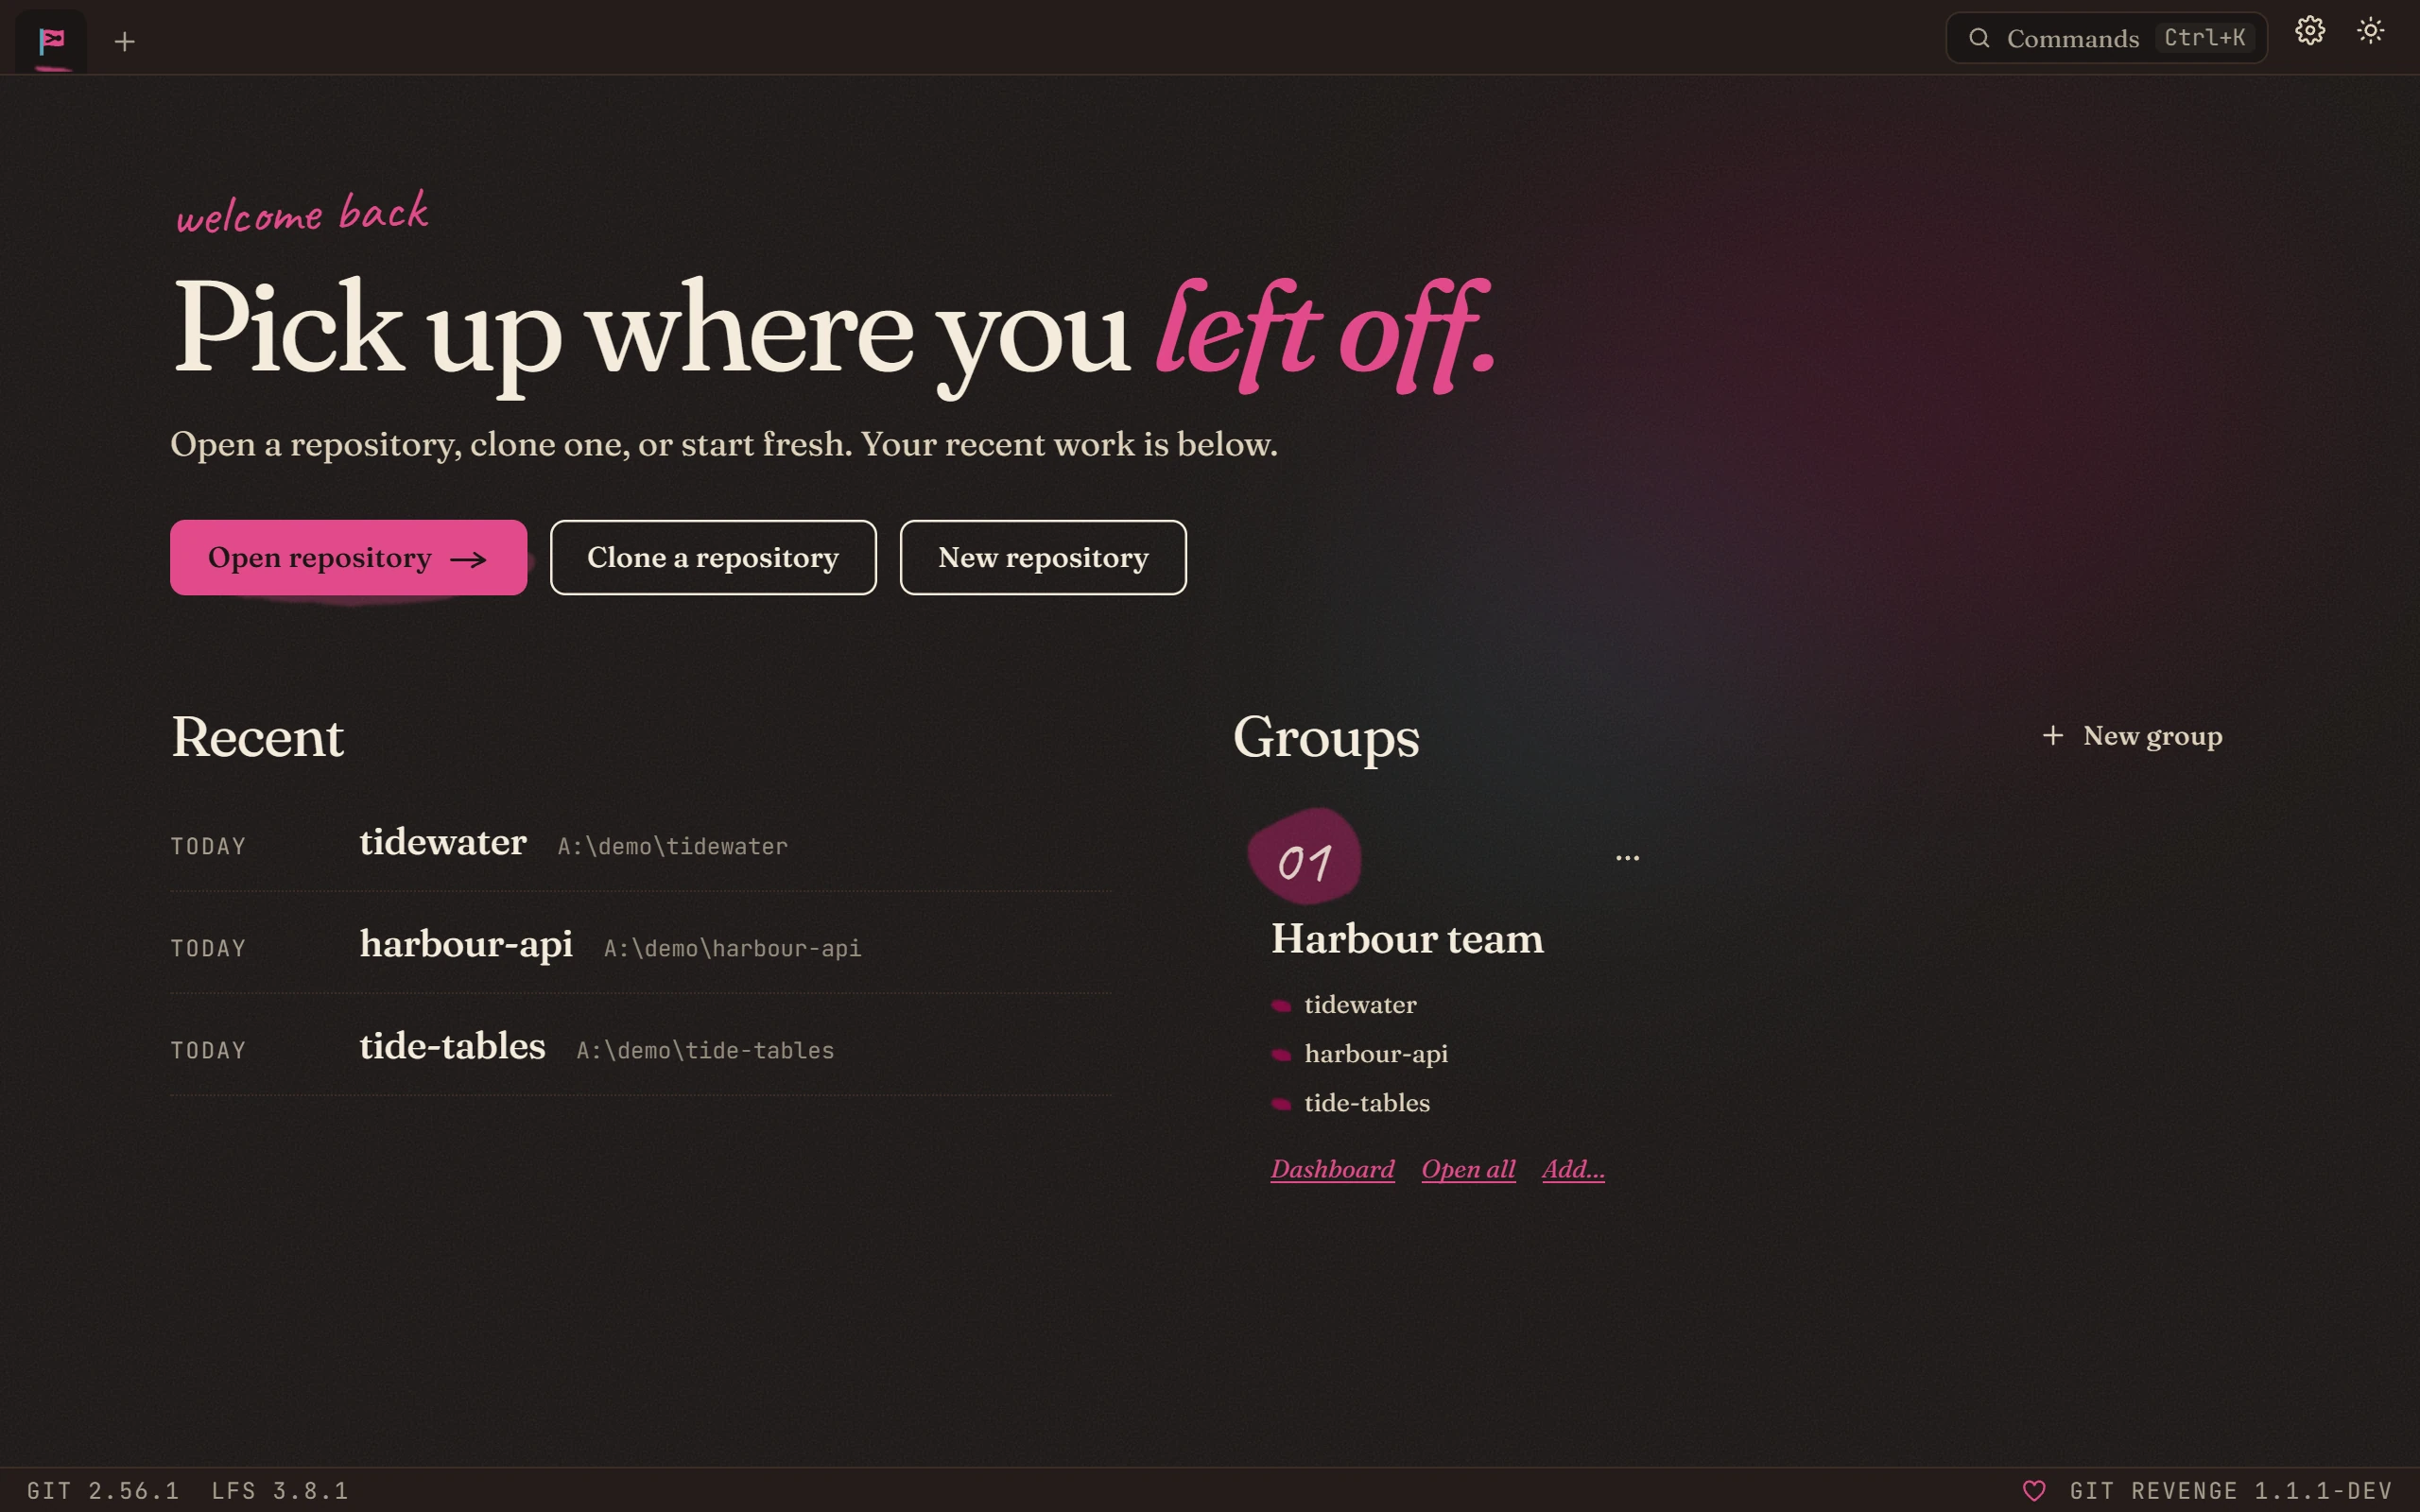 Commands Ctrl+K
welcome back
Pick up where you left off.
Open a repository, clone one, or start fresh. Your recent work is below.
Open repository
Clone a repository
New repository
Recent
TODAY tidewater A:\demo\tidewater
TODAY harbour-api A:\demo\harbour-api
TODAY tide-tables A:\demo\tide-tables
Groups
New group
01
...
Harbour team
tidewater
harbour-api
tide-tables
Dashboard Open all Add...
GIT 2.56.1 LFS 3.8.1
GIT REVENGE 1.1.1-DEV